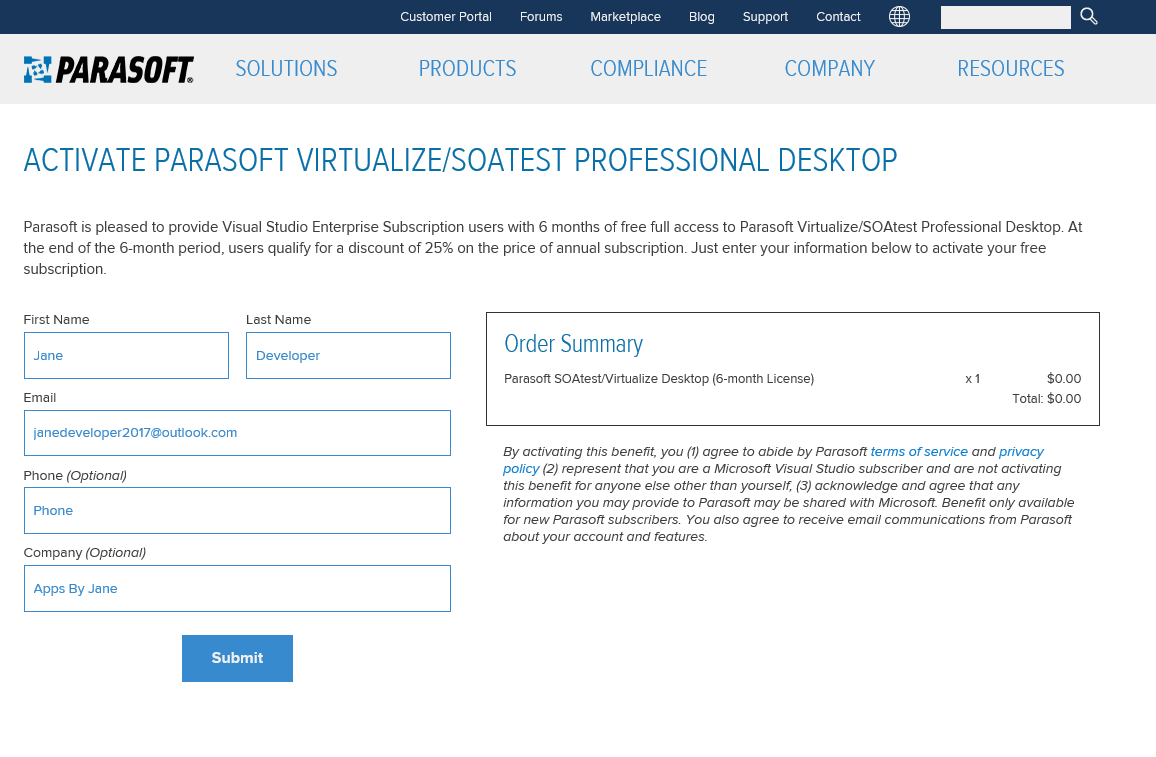 Customer Portal Forums Marketplace Blog Support Contact
PARASOFT® SOLUTIONS PRODUCTS COMPLIANCE COMPANY RESOURCES
ACTIVATE PARASOFT VIRTUALIZE/SOATEST PROFESSIONAL DESKTOP
Parasoft is pleased to provide Visual Studio Enterprise Subscription users with 6 months of free full access to Parasoft Virtualize/SOAtest Professional Desktop. At
the end of the 6-month period, users qualify for a discount of 25% on the price of annual subscription. Just enter your information below to activate your free
subscription.
First Name Last Name
Jane Developer
Email
janedeveloper2017@outlook.com
Phone (Optional)
Phone
Company (Optional)
Apps By Jane
Submit
Order Summary
Parasoft SOAtest/Virtualize Desktop (6-month License) x 1 $0.00
Total: $0.00
By activating this benefit, you (1) agree to abide by Parasoft terms of service and privacy
policy (2) represent that you are a Microsoft Visual Studio subscriber and are not activating
this benefit for anyone else other than yourself, (3) acknowledge and agree that any
information you may provide to Parasoft may be shared with Microsoft. Benefit only available
for new Parasoft subscribers. You also agree to receive email communications from Parasoft
about your account and features.